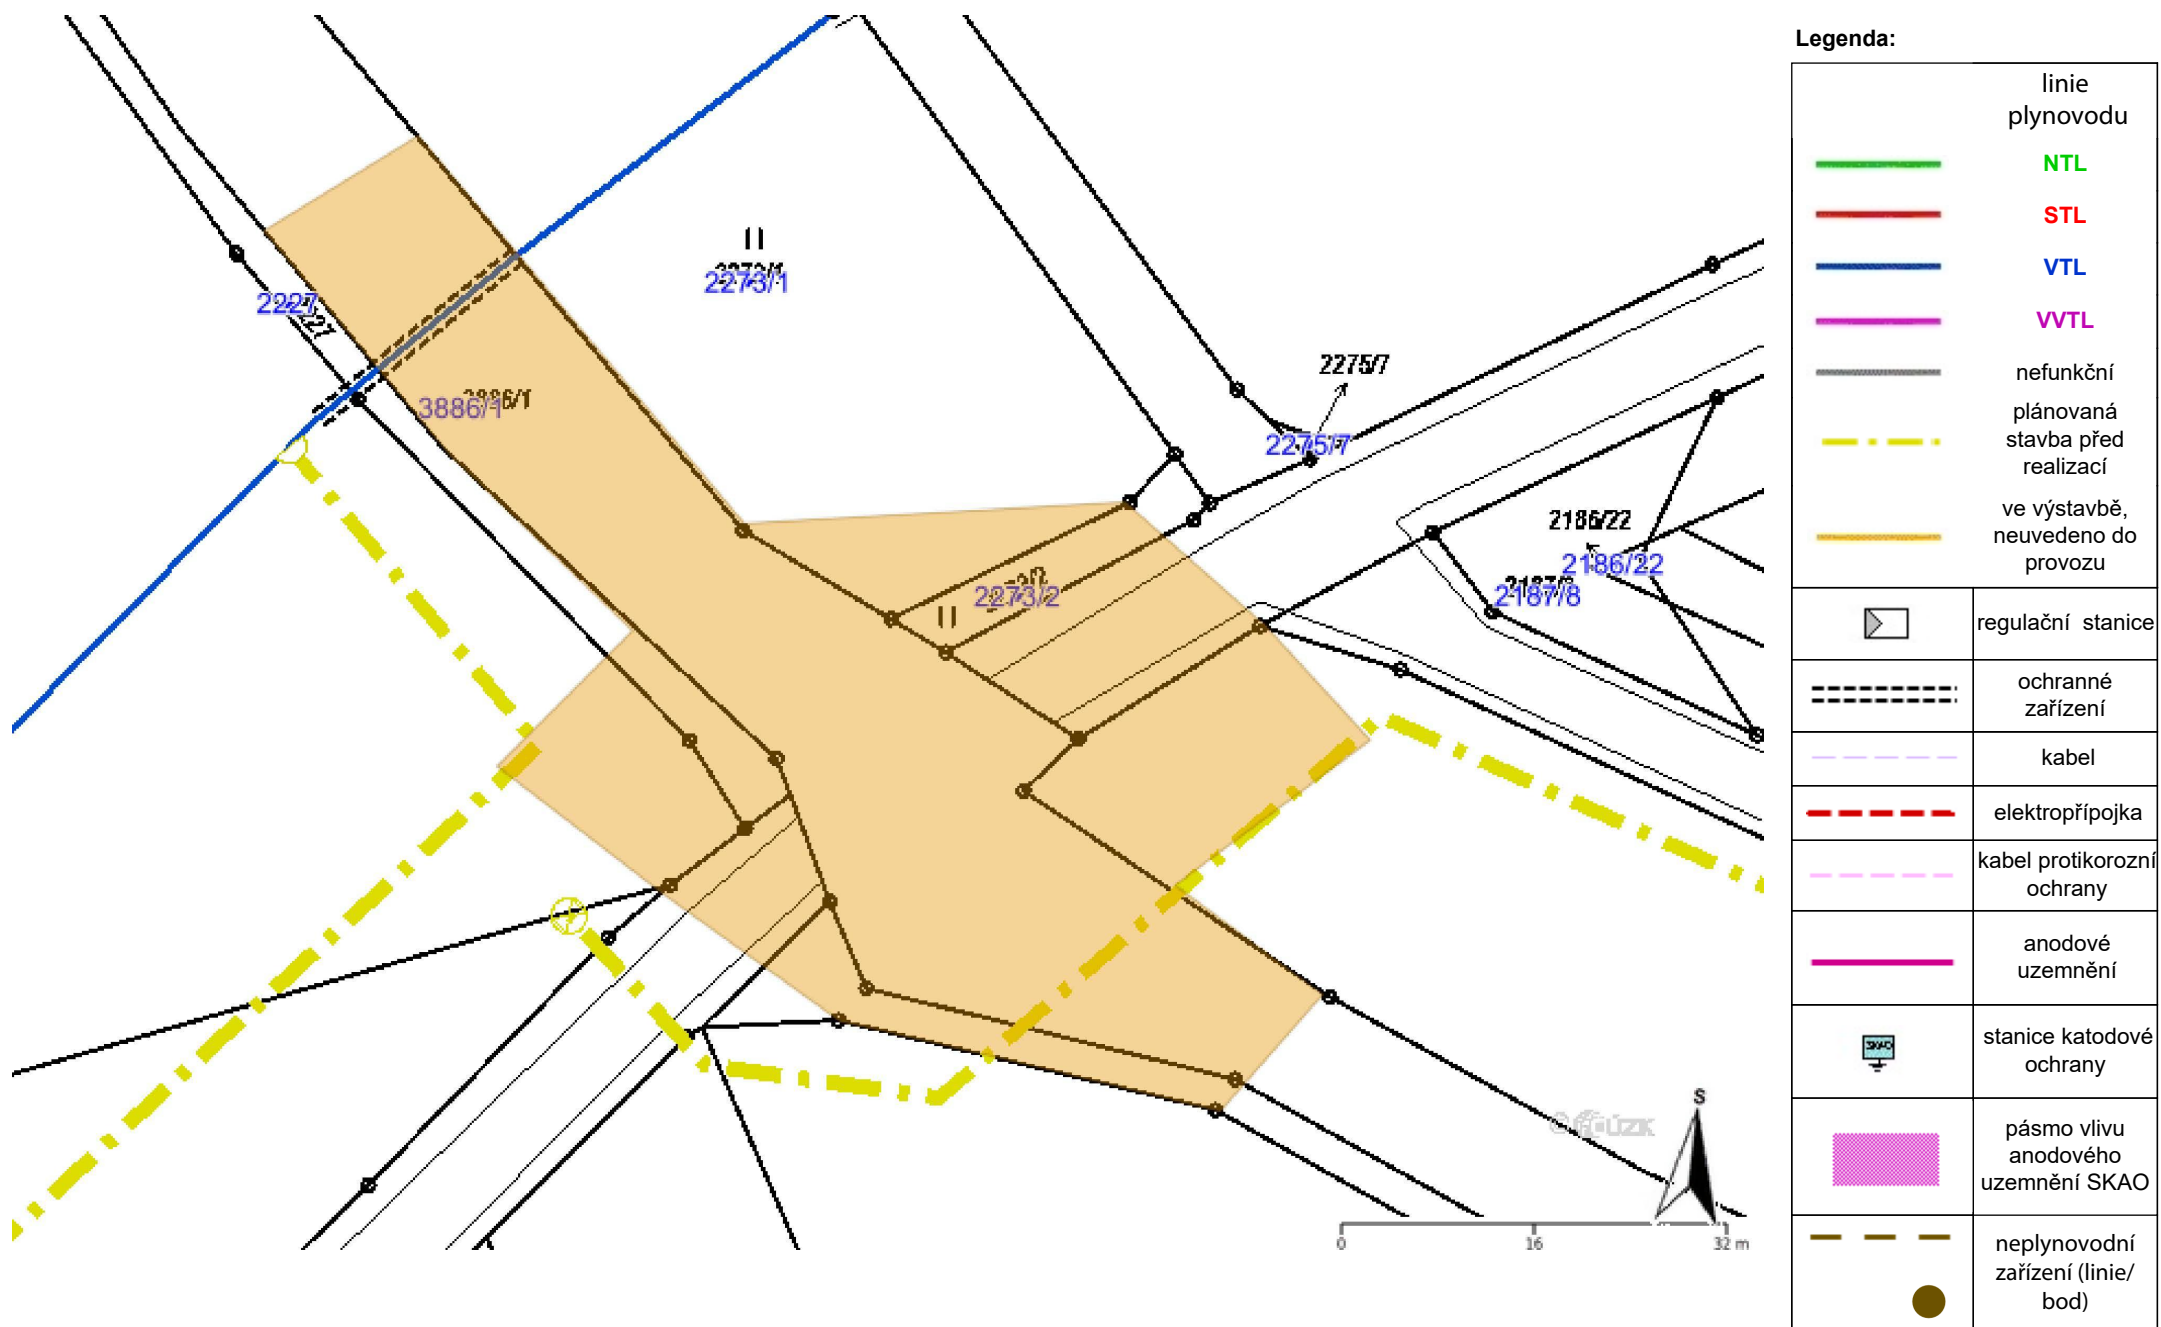 2273/1
2227
3886/1
2275/7
2275/7
2273/2
2186/22
2186/22
2187/8
S
0 16 32 m
Legenda:
linie
plynovodu
NTL
STL
VTL
VVTL
nefunkční
plánovaná
stavba před
realizací
ve výstavbě,
neuvedeno do
provozu
regulační stanice
ochranné
zařízení
kabel
elektropřípojka
kabel protikorozní
ochrany
anodové
uzemnění
SKAO
stanice katodové
ochrany
pásmo vlivu
anodového
uzemnění SKAO
neplynovodní
zařízení (linie/
bod)